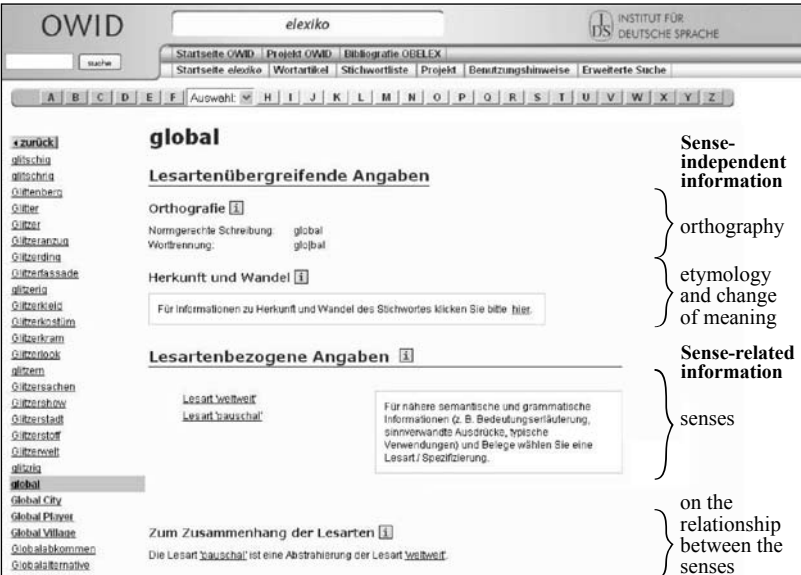 OWID
elexiko
INSTITUT FÜR
IDS DEUTSCHE SPRACHE
suche
Startseite OWID | Projekt OWID | Bibliografie OBELEX
Startseite elexiko | Wortartikel | Stichwortliste | Projekt | Benutzungshinweise | Erweiterte Suche
A B C D E F Auswahl: H I J K L M N O P Q R S T U V W X Y Z
zurück
glitschig
glitschrig
Glittenberg
Glitter
Glitzer
Glitzeranzug
Glitzerding
Glitzerfassade
glitzerig
Glitzerkleid
Glitzerkostüm
Glitzerkram
Glitzerlook
glitzern
Glitzersachen
Glitzershow
Glitzerstadt
Glitzerstoff
Glitzerwelt
glitzrig
global
Global City
Global Player
Global Village
Globalabkommen
Globalalternative
global
Lesartenübergreifende Angaben
Orthografie i
Normgerechte Schreibung: global
Worttrennung: glo|bal
Herkunft und Wandel i
Für Informationen zu Herkunft und Wandel des Stichwortes klicken Sie bitte hier.
Lesartenbezogene Angaben i
Lesart 'weltweit'
Lesart 'pauschal'
Für nähere semantische und grammatische
Informationen (z. B. Bedeutungserläuterung,
sinnverwandte Ausdrücke, typische
Verwendungen) und Belege wählen Sie eine
Lesart / Spezifizierung.
Zum Zusammenhang der Lesarten i
Die Lesart 'pauschal' ist eine Abstrahierung der Lesart 'weltweit'.
Sense-
independent
information
orthography
etymology
and change
of meaning
Sense-related
information
senses
on the
relationship
between the
senses